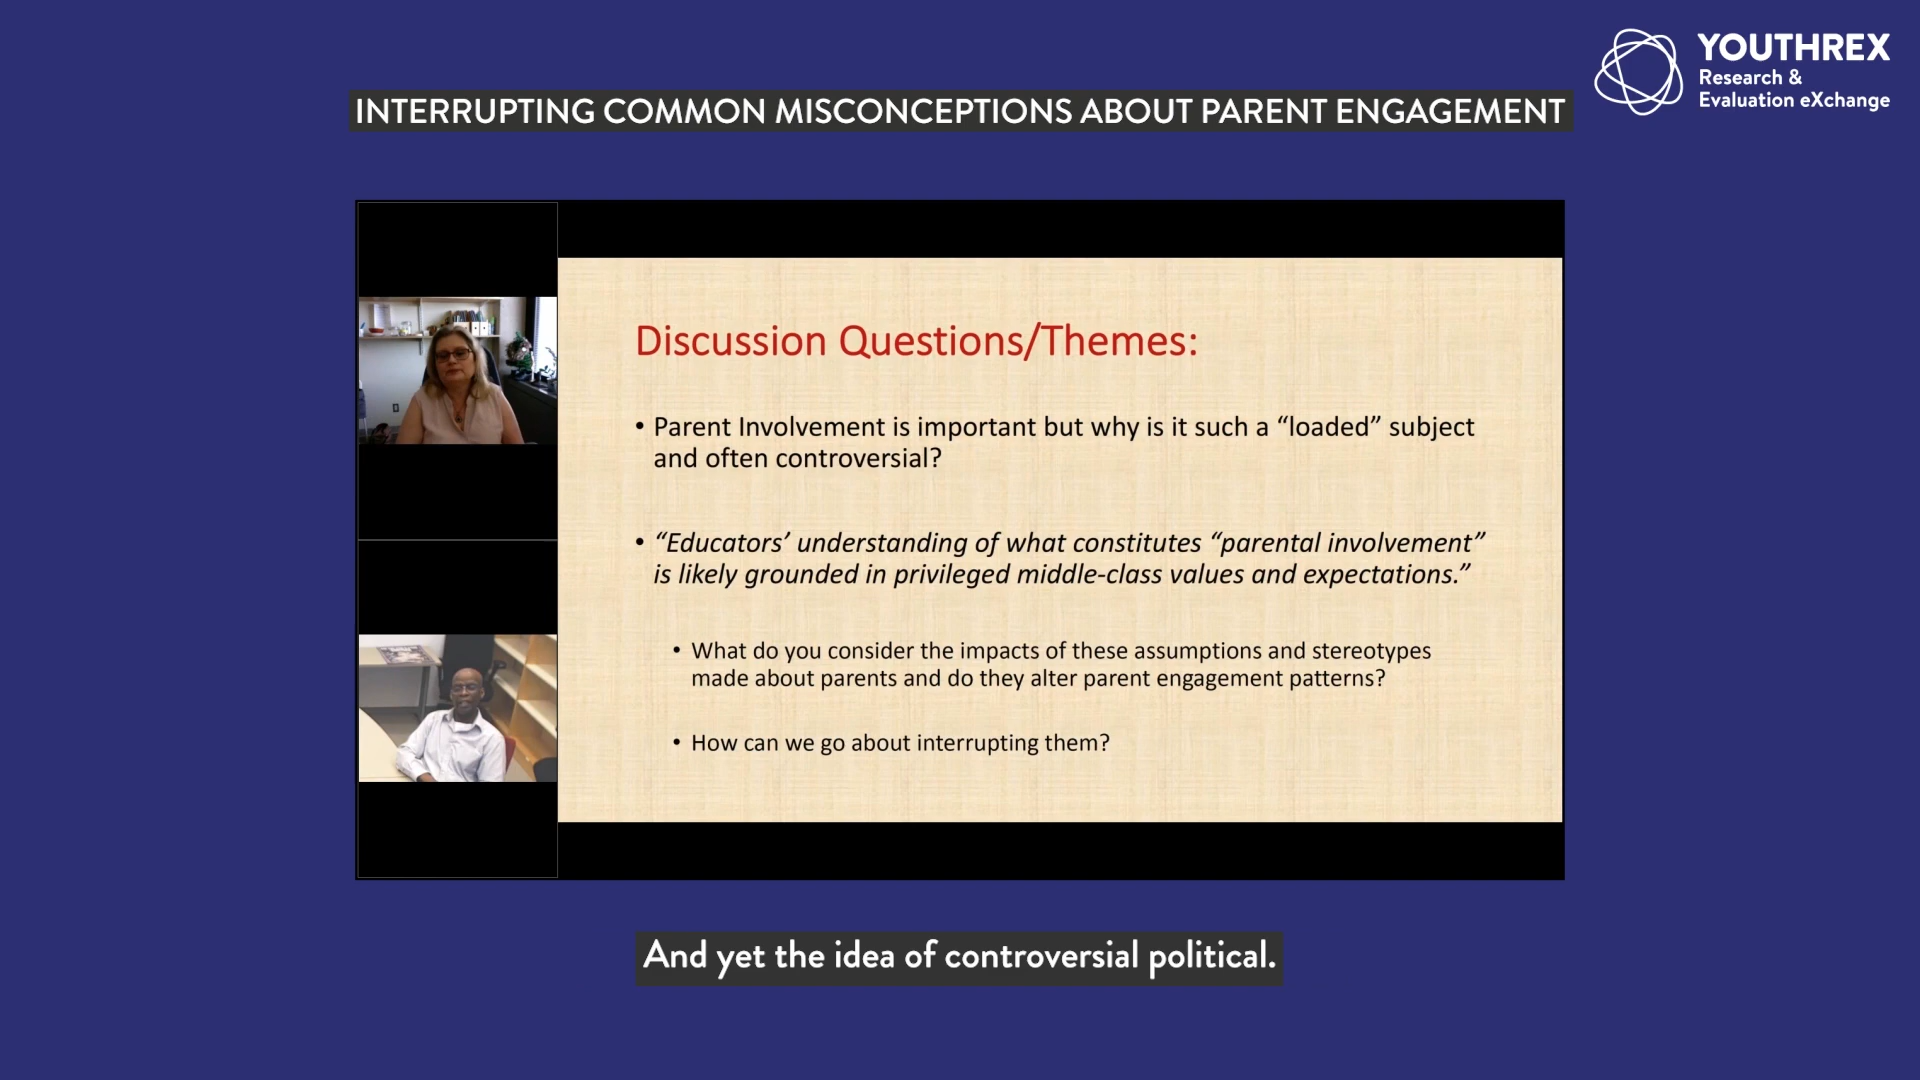 YOUTHREX
Research &
Evaluation eXchange
INTERRUPTING COMMON MISCONCEPTIONS ABOUT PARENT ENGAGEMENT
Discussion Questions/Themes:
• Parent Involvement is important but why is it such a “loaded” subject
and often controversial?
• “Educators’ understanding of what constitutes “parental involvement”
is likely grounded in privileged middle-class values and expectations.”
• What do you consider the impacts of these assumptions and stereotypes
made about parents and do they alter parent engagement patterns?
• How can we go about interrupting them?
And yet the idea of controversial political.